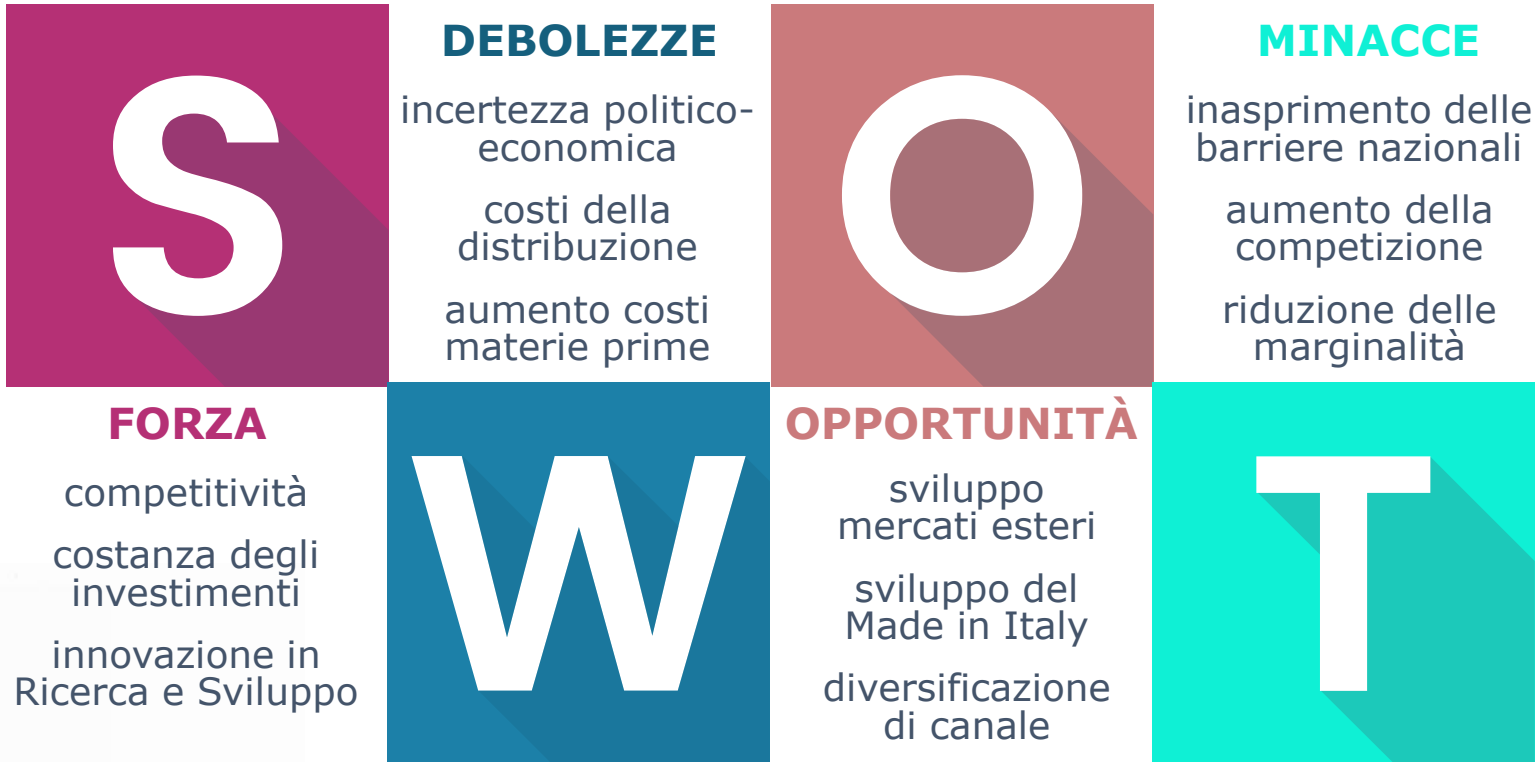 S
FORZA
competitività
costanza degli
investimenti
innovazione in
Ricerca e Sviluppo
DEBOLEZZE
incertezza politico-
economica
costi della
distribuzione
aumento costi
materie prime
W
O
OPPORTUNITÀ
sviluppo
mercati esteri
sviluppo del
Made in Italy
diversificazione
di canale
MINACCE
inasprimento delle
barriere nazionali
aumento della
competizione
riduzione delle
marginalità
T